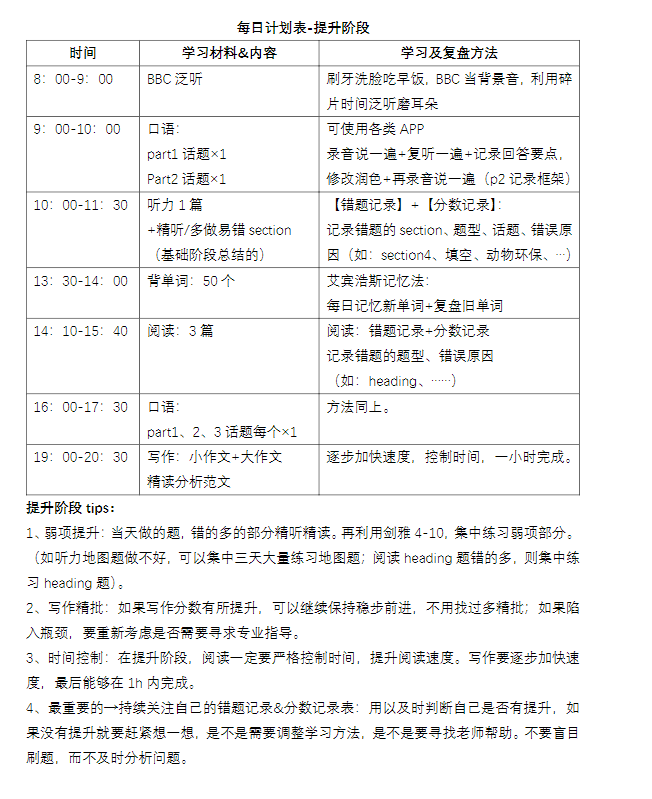 每日计划表-提升阶段
时间 学习材料&内容 学习及复盘方法
8：00-9：00 BBC 泛听 刷牙洗脸吃早饭，BBC 当背景音，利用碎
片时间泛听磨耳朵
9：00-10：00 口语： 可使用各类 APP
part1 话题×1 录音说一遍+复听一遍+记录回答要点，
Part2 话题×1 修改润色+再录音说一遍（p2 记录框架）
10：00-11：30 听力 1 篇 【错题记录】+【分数记录】：
+精听/多做易错 section 记录错题的 section、题型、话题、错误原
（基础阶段总结的） 因（如：section4、填空、动物环保、…）
13：30-14：00 背单词：50 个 艾宾浩斯记忆法：
每日记忆新单词+复盘旧单词
14：10-15：40 阅读：3 篇 阅读：错题记录+分数记录
记录错题的题型、错误原因
（如：heading、……）
16：00-17：30 口语： 方法同上。
part1、2、3 话题每个×1
19：00-20：30 写作：小作文+大作文 逐步加快速度，控制时间，一小时完成。
精读分析范文
提升阶段 tips：
1、弱项提升：当天做的题，错的多的部分精听精读。再利用剑雅 4-10，集中练习弱项部分。
（如听力地图题做不好，可以集中三天大量练习地图题；阅读 heading 题错的多，则集中练
习 heading 题）。
2、写作精批：如果写作分数有所提升，可以继续保持稳步前进，不用找过多精批；如果陷
入瓶颈，要重新考虑是否需要寻求专业指导。
3、时间控制：在提升阶段，阅读一定要严格控制时间，提升阅读速度。写作要逐步加快速
度，最后能够在 1h 内完成。
4、最重要的→持续关注自己的错题记录&分数记录表：用以及时判断自己是否有提升，如
果没有提升就要赶紧想一想，是不是需要调整学习方法，是不是要寻找老师帮助。不要盲目
刷题，而不及时分析问题。